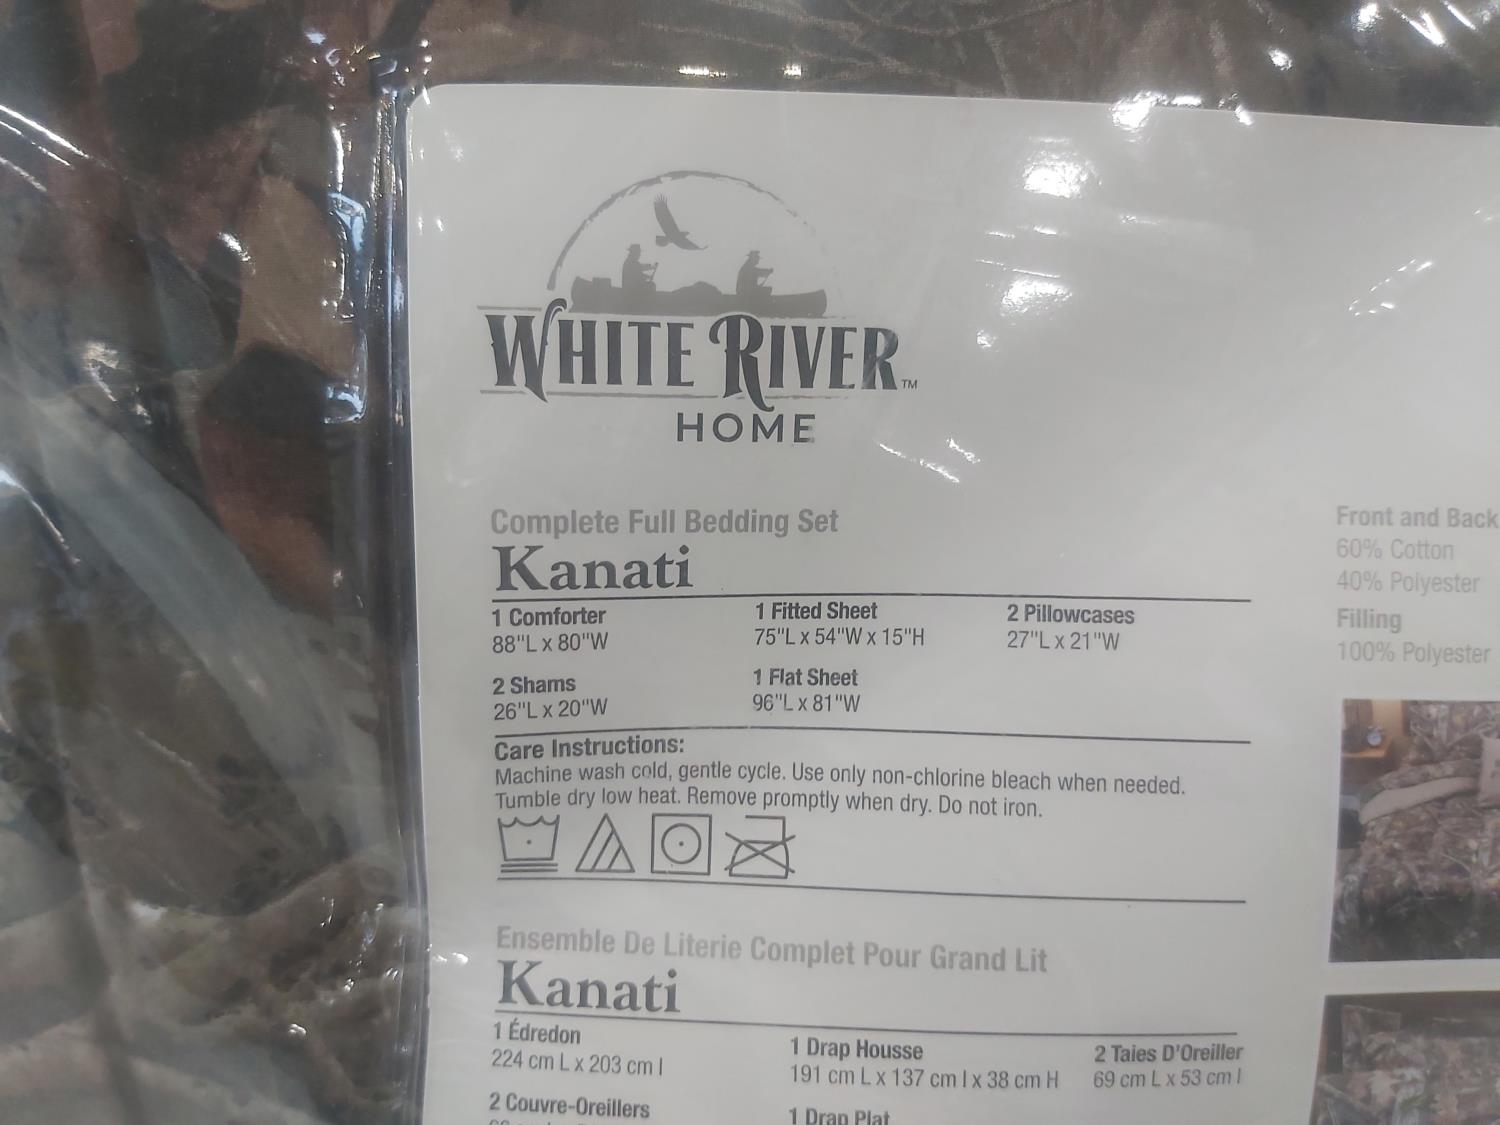 WHITE RIVER™
HOME
Complete Full Bedding Set
Kanati
1 Comforter
88"L x 80"W
1 Fitted Sheet
75"L x 54"W x 15"H
2 Pillowcases
27"L x 21"W
2 Shams
26"L x 20"W
1 Flat Sheet
96"L x 81"W
Care Instructions:
Machine wash cold, gentle cycle. Use only non-chlorine bleach when needed.
Tumble dry low heat. Remove promptly when dry. Do not iron.
Ensemble De Literie Complet Pour Grand Lit
Kanati
1 Édredon
224 cm L x 203 cm l
1 Drap Housse
191 cm L x 137 cm l x 38 cm H
2 Taies D'Oreiller
69 cm L x 53 cm l
2 Couvre-Oreillers
1 Drap Plat
Front and Back
60% Cotton
40% Polyester
Filling
100% Polyester